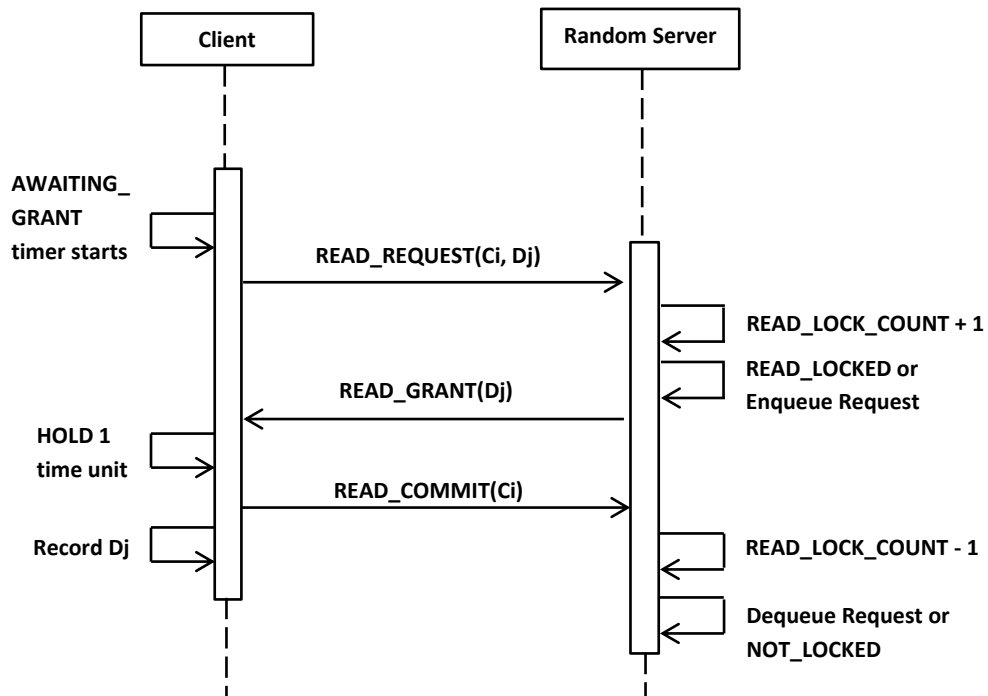 Client
Random Server
AWAITING_
GRANT
timer starts
READ_REQUEST(Ci, Dj)
READ_LOCK_COUNT + 1
READ_LOCKED or
Enqueue Request
READ_GRANT(Dj)
HOLD 1
time unit
READ_COMMIT(Ci)
Record Dj
READ_LOCK_COUNT - 1
Dequeue Request or
NOT_LOCKED